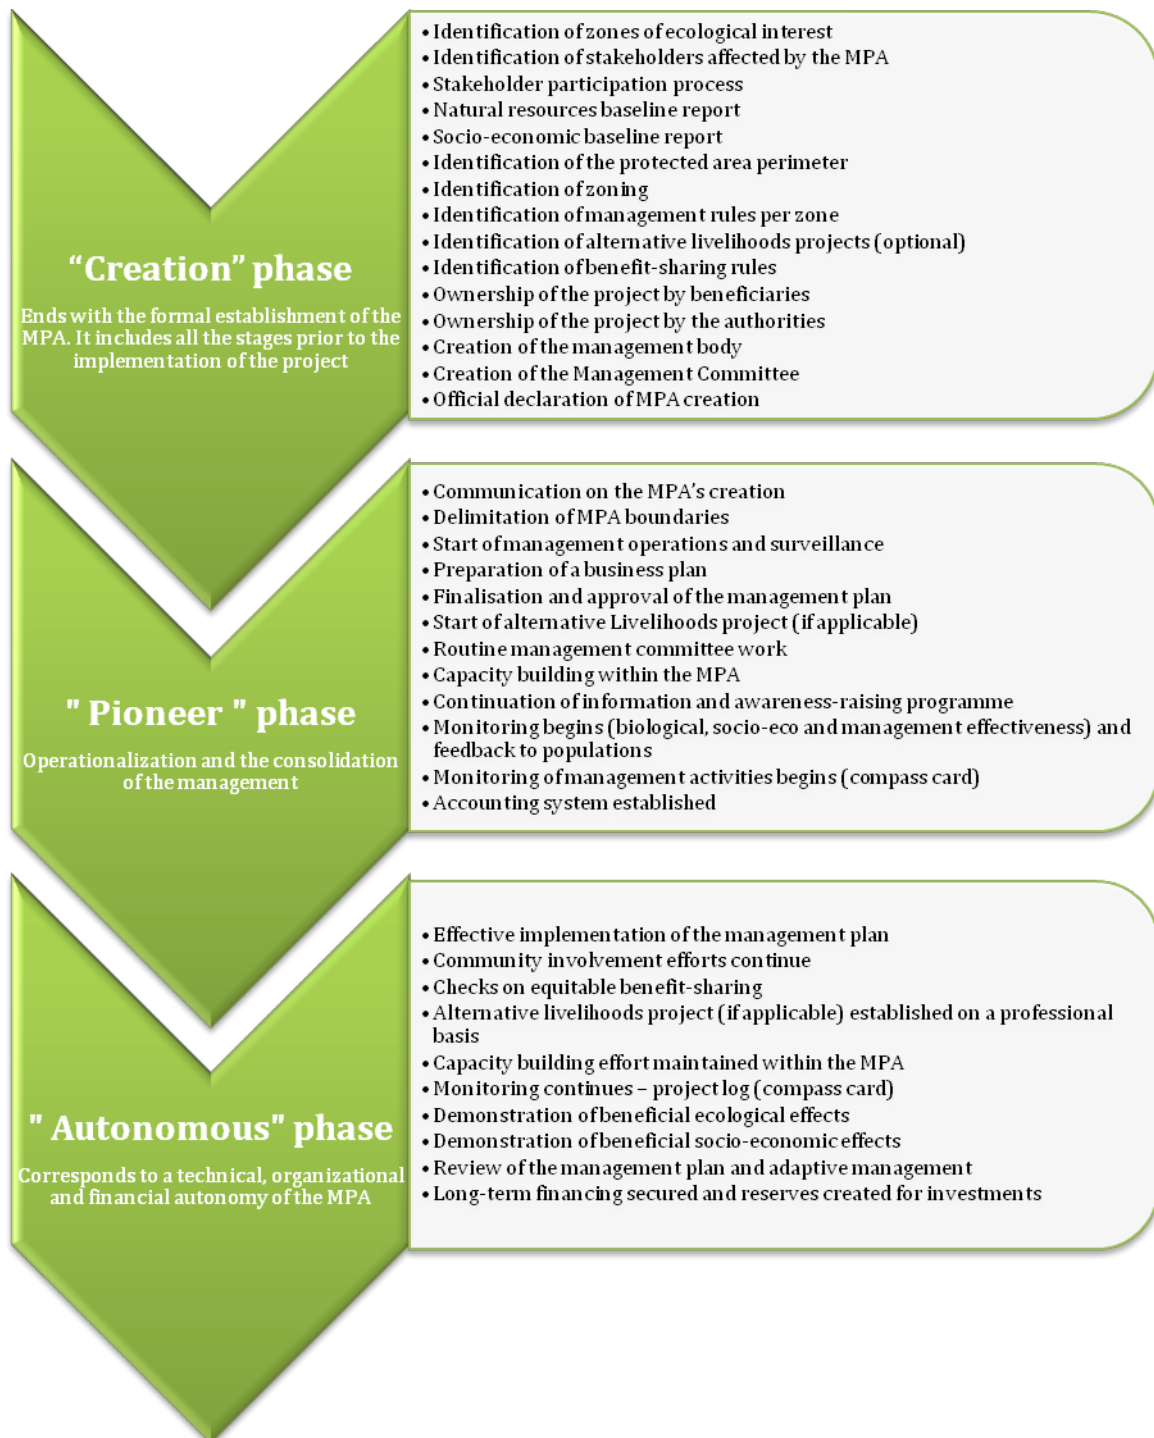 “Creation” phase
Ends with the formal establishment of the
MPA. It includes all the stages prior to the
implementation of the project
• Identification of zones of ecological interest
• Identification of stakeholders affected by the MPA
• Stakeholder participation process
• Natural resources baseline report
• Socio-economic baseline report
• Identification of the protected area perimeter
• Identification of zoning
• Identification of management rules per zone
• Identification of alternative livelihoods projects (optional)
• Identification of benefit-sharing rules
• Ownership of the project by beneficiaries
• Ownership of the project by the authorities
• Creation of the management body
• Creation of the Management Committee
• Official declaration of MPA creation
" Pioneer " phase
Operationalization and the consolidation
of the management
• Communication on the MPA’s creation
• Delimitation of MPA boundaries
• Start of management operations and surveillance
• Preparation of a business plan
• Finalisation and approval of the management plan
• Start of alternative Livelihoods project (if applicable)
• Routine management committee work
• Capacity building within the MPA
• Continuation of information and awareness-raising programme
• Monitoring begins (biological, socio-eco and management effectiveness) and
feedback to populations
• Monitoring of management activities begins (compass card)
• Accounting system established
" Autonomous" phase
Corresponds to a technical, organizational
and financial autonomy of the MPA
• Effective implementation of the management plan
• Community involvement efforts continue
• Checks on equitable benefit-sharing
• Alternative livelihoods project (if applicable) established on a professional
basis
• Capacity building effort maintained within the MPA
• Monitoring continues – project log (compass card)
• Demonstration of beneficial ecological effects
• Demonstration of beneficial socio-economic effects
• Review of the management plan and adaptive management
• Long-term financing secured and reserves created for investments